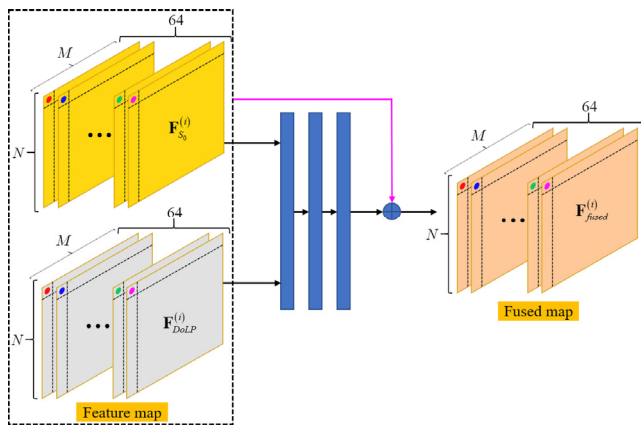 64
M
N
F_{S_0}^{(i)}
64
M
N
F_{DoLP}^{(i)}
Feature map
64
M
N
F_{fused}^{(i)}
Fused map